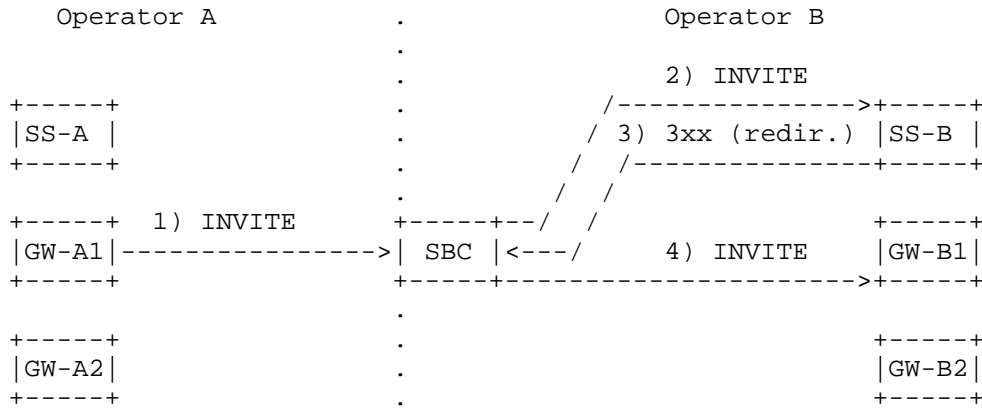 Operator A . Operator B
.
. 2) INVITE
+-----+ . /--------------->+-----+
|SS-A | . / 3) 3xx (redir.) |SS-B |
+-----+ . / /---------------+-----+
. / /
+-----+ 1) INVITE +-----+--/ / +-----+
|GW-A1|---------------->| SBC |<---/ 4) INVITE |GW-B1|
+-----+ +-----+---------------------->+-----+
.
+-----+ . +-----+
|GW-A2| . |GW-B2|
+-----+ . +-----+